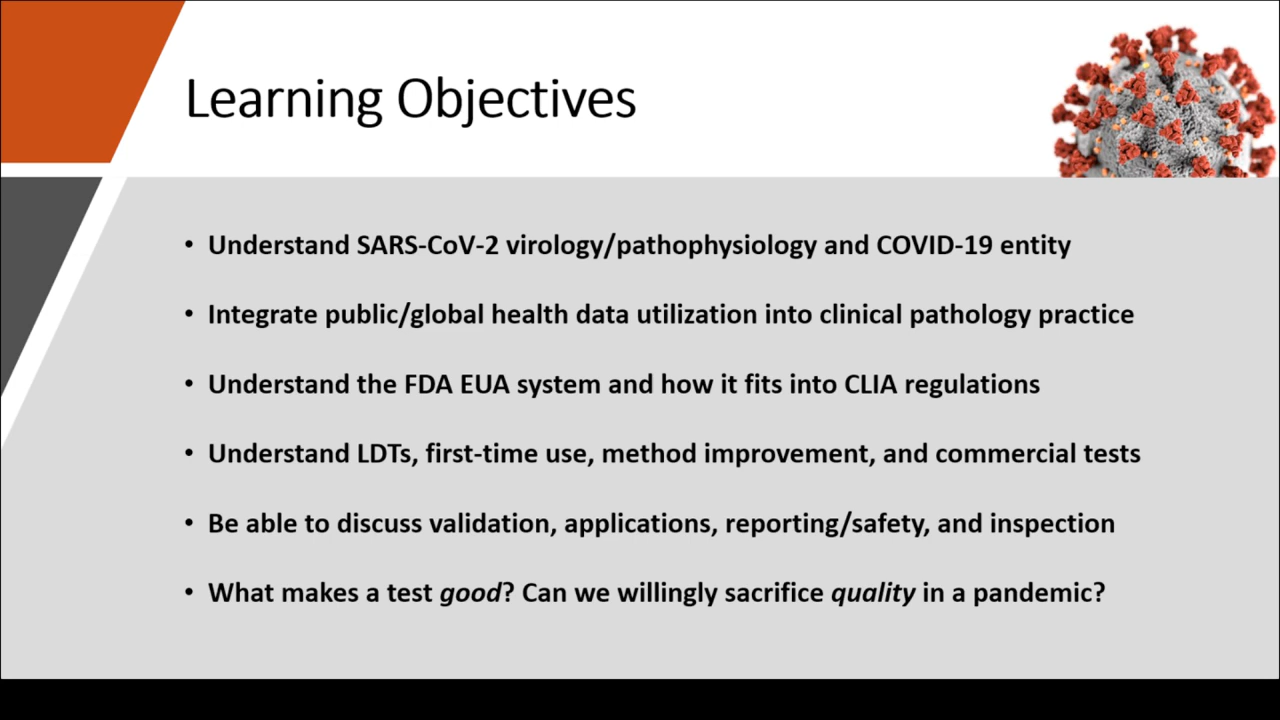 Learning Objectives
• Understand SARS-CoV-2 virology/pathophysiology and COVID-19 entity
• Integrate public/global health data utilization into clinical pathology practice
• Understand the FDA EUA system and how it fits into CLIA regulations
• Understand LDTs, first-time use, method improvement, and commercial tests
• Be able to discuss validation, applications, reporting/safety, and inspection
• What makes a test good? Can we willingly sacrifice quality in a pandemic?